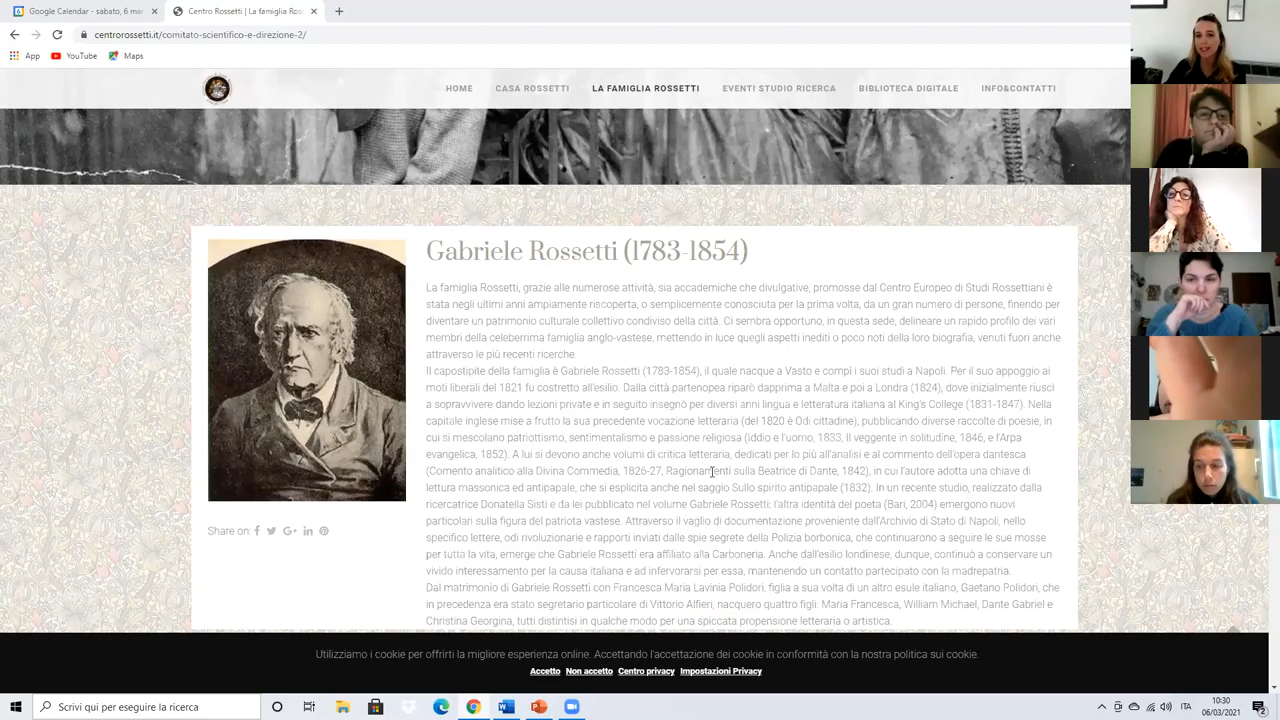 Google Calendar - sabato, 6 ma
Centro Rossetti | La famiglia Ros
centrorossetti.it/comitato-scientifico-e-direzione-2/
App YouTube Maps
HOME CASA ROSSETTI LA FAMIGLIA ROSSETTI EVENTI STUDIO RICERCA BIBLIOTECA DIGITALE INFO&CONTATTI
Gabriele Rossetti (1783-1854)
La famiglia Rossetti, grazie alle numerose attività, sia accademiche che divulgative, promosse dal Centro Europeo di Studi Rossettiani è
stata negli ultimi anni ampiamente riscoperta, o semplicemente conosciuta per la prima volta, da un gran numero di persone, finendo per
diventare un patrimonio culturale collettivo condiviso della città. Ci sembra opportuno, in questa sede, delineare un rapido profilo dei vari
membri della celeberrima famiglia anglo-vastese, mettendo in luce quegli aspetti inediti o poco noti della loro biografia, venuti fuori anche
attraverso le più recenti ricerche.
Il capostipite della famiglia è Gabriele Rossetti (1783-1854), il quale nacque a Vasto e compì i suoi studi a Napoli. Per il suo appoggio ai
moti liberali del 1821 fu costretto all'esilio. Dalla città partenopea riparò dapprima a Malta e poi a Londra (1824), dove inizialmente riuscì
a sopravvivere dando lezioni private e in seguito insegnò per diversi anni lingua e letteratura italiana al King's College (1831-1847). Nella
capitale inglese mise a frutto la sua precedente vocazione letteraria (del 1820 è Odi cittadine), pubblicando diverse raccolte di poesie, in
cui si mescolano patriottismo, sentimentalismo e passione religiosa (Iddio e l'uomo, 1833, Il veggente in solitudine, 1846, e l'Arpa
evangelica, 1852). A lui si devono anche volumi di critica letteraria, dedicati per lo più all'analisi e al commento dell'opera dantesca
(Comento analitico alla Divina Commedia, 1826-27, Ragionamenti sulla Beatrice di Dante, 1842), in cui l'autore adotta una chiave di
lettura massonica ed antipapale, che si esplicita anche nel saggio Sullo spirito antipapale (1832). In un recente studio, realizzato dalla
ricercatrice Donatella Sisti e da lei pubblicato nel volume Gabriele Rossetti: l'altra identità del poeta (Bari, 2004) emergono nuovi
particolari sulla figura del patriota vastese. Attraverso il vaglio di documentazione proveniente dall'Archivio di Stato di Napoli, nello
specifico lettere, odi rivoluzionarie e rapporti inviati dalle spie segrete della Polizia borbonica, che continuarono a seguire le sue mosse
per tutta la vita, emerge che Gabriele Rossetti era affiliato alla Carboneria. Anche dall'esilio londinese, dunque, continuò a conservare un
vivido interessamento per la causa italiana e ad infervorarsi per essa, mantenendo un contatto partecipato con la madrepatria.
Dal matrimonio di Gabriele Rossetti con Francesca Maria Lavinia Polidori, figlia a sua volta di un altro esule italiano, Gaetano Polidori, che
in precedenza era stato segretario particolare di Vittorio Alfieri, nacquero quattro figli: Maria Francesca, William Michael, Dante Gabriel e
Christina Georgina, tutti distintisi in qualche modo per una spiccata propensione letteraria o artistica.
Share on:
Utilizziamo i cookie per offrirti la migliore esperienza online. Accettando l'accettazione dei cookie in conformità con la nostra politica sui cookie.
Accetto Non accetto Centro privacy Impostazioni Privacy
Scrivi qui per eseguire la ricerca
ITA
10:30
06/03/2021
2